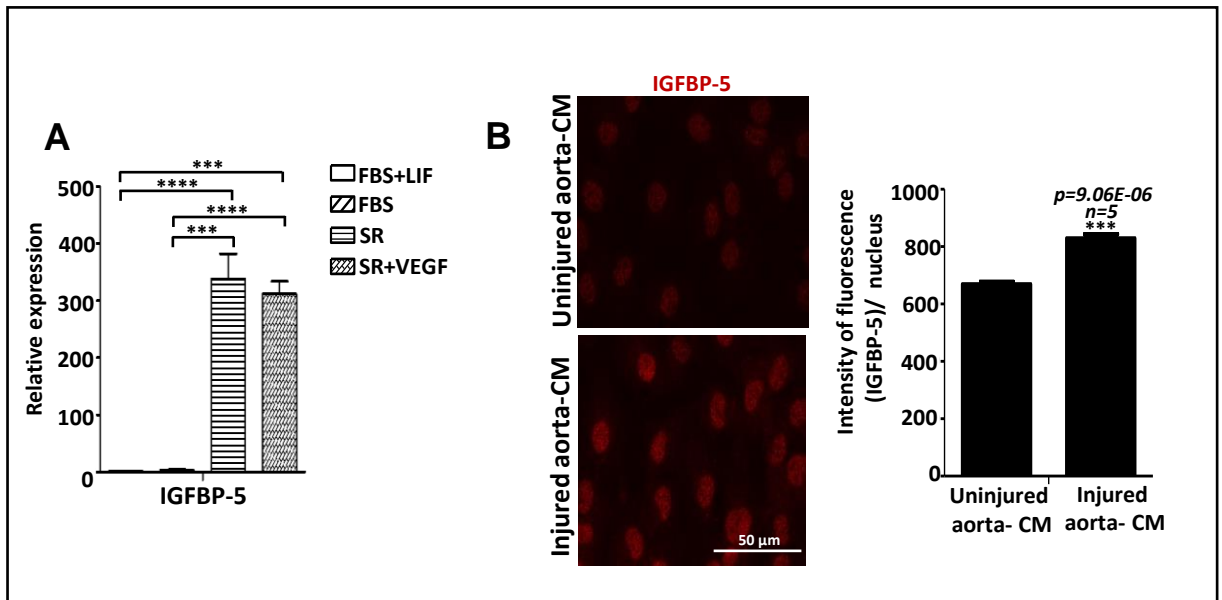 A
***
****
****
***
500
400
300
200
100
0
Relative expression
IGFBP-5
FBS+LIF
FBS
SR
SR+VEGF
B
IGFBP-5
Uninjured aorta-CM
Injured aorta-CM
50 µm
1000
800
600
400
200
0
Intensity of fluorescence
(IGFBP-5)/ nucleus
p=9.06E-06
n=5
***
Uninjured
aorta- CM
Injured
aorta- CM